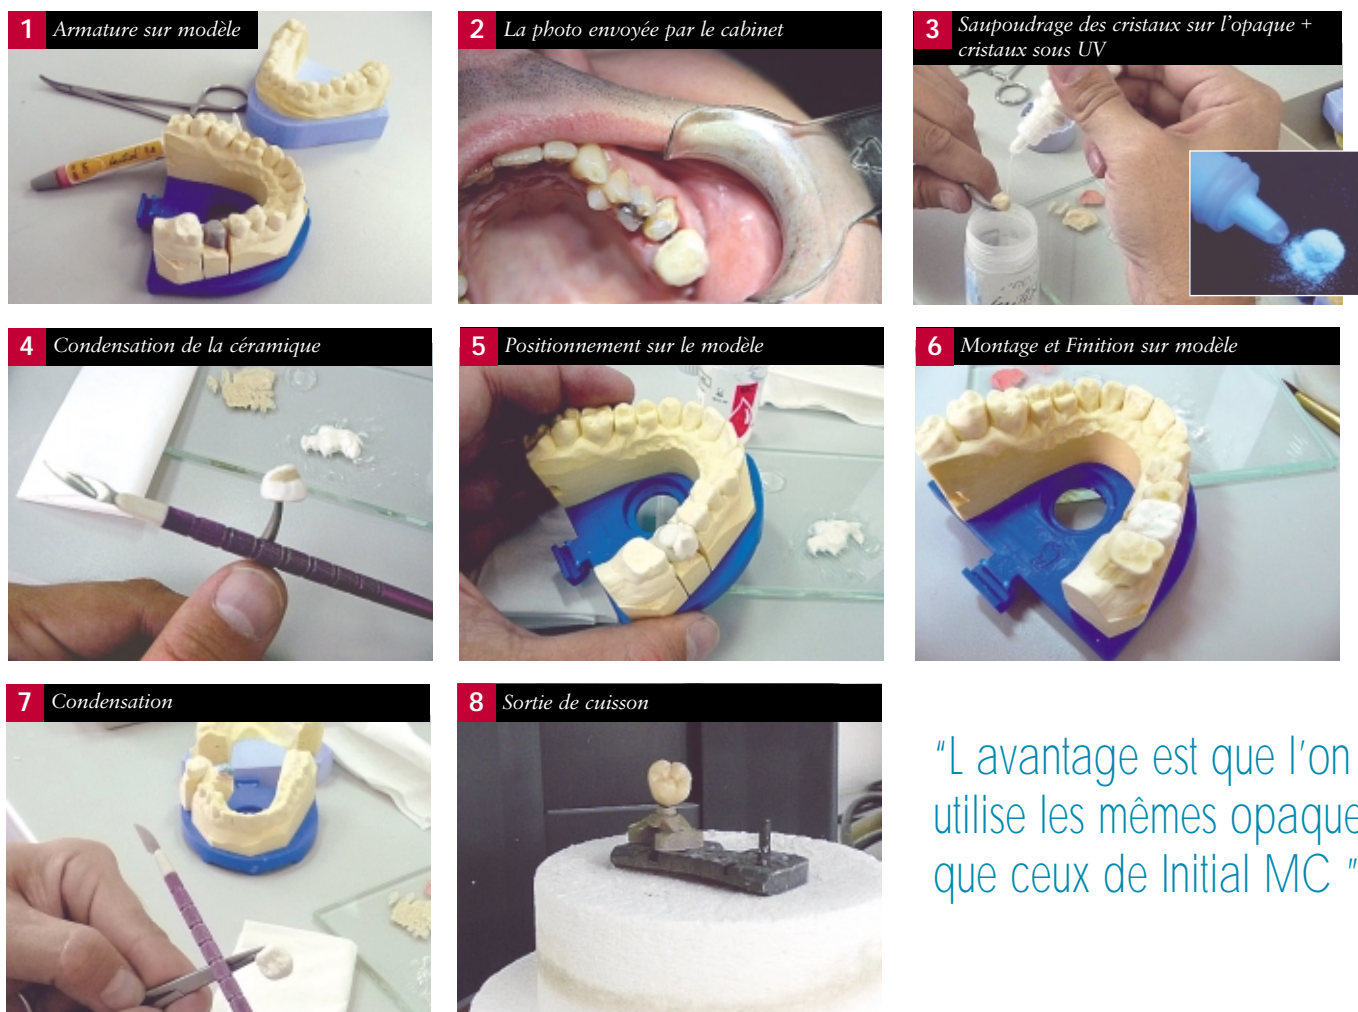 1 Armature sur modèle
2 La photo envoyée par le cabinet
3 Saupoudrage des cristaux sur l'opaque +
cristaux sous UV
4 Condensation de la céramique
5 Positionnement sur le modèle
6 Montage et Finition sur modèle
7 Condensation
8 Sortie de cuisson
"L avantage est que l'on
utilise les mêmes opaque
que ceux de Initial MC "